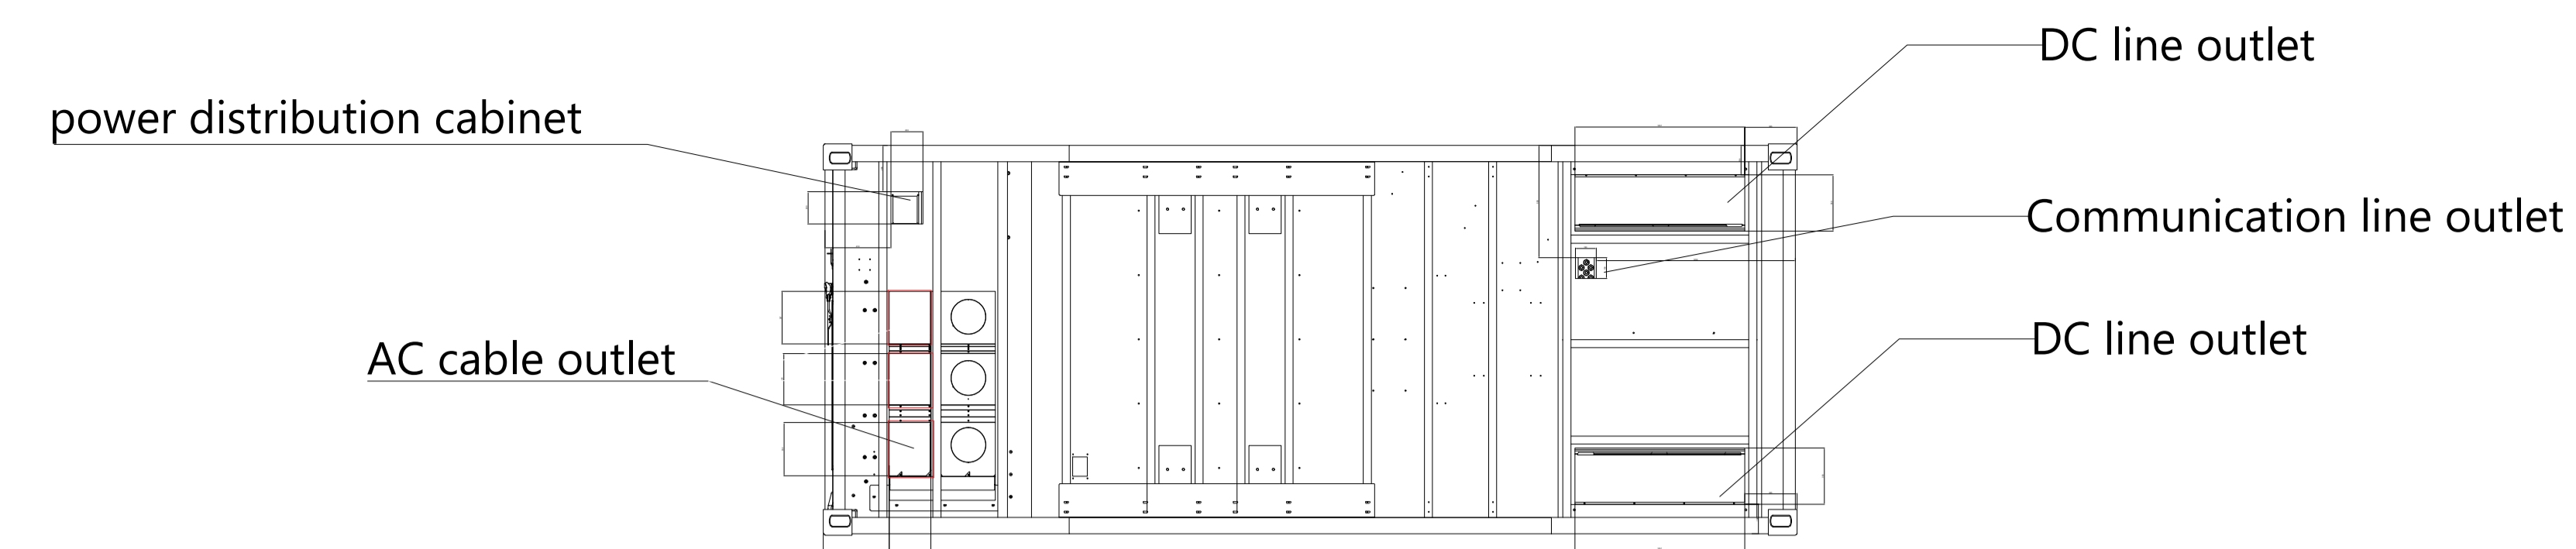 DC line outlet
power distribution cabinet
Communication line outlet
DC line outlet
AC cable outlet